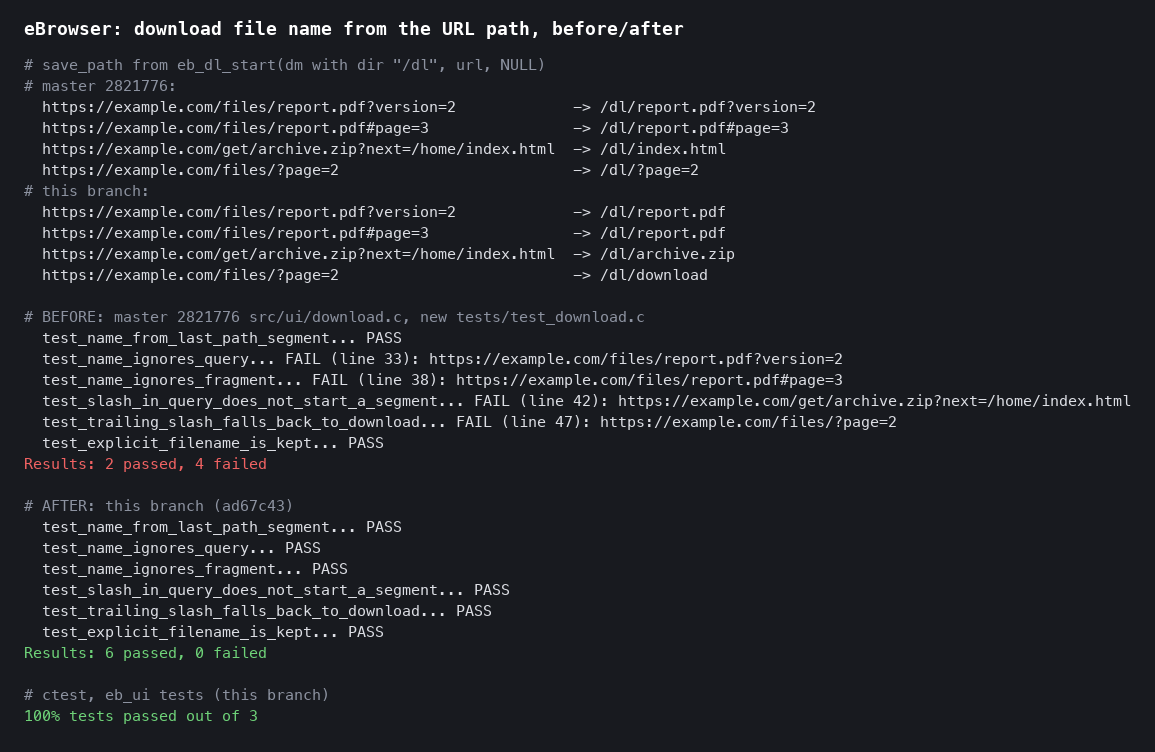 eBrowser: download file name from the URL path, before/after
# save_path from eb_dl_start(dm with dir "/dl", url, NULL)
# master 2821776:
https://example.com/files/report.pdf?version=2 -> /dl/report.pdf?version=2
https://example.com/files/report.pdf#page=3 -> /dl/report.pdf#page=3
https://example.com/get/archive.zip?next=/home/index.html -> /dl/index.html
https://example.com/files/?page=2 -> /dl/?page=2
# this branch:
https://example.com/files/report.pdf?version=2 -> /dl/report.pdf
https://example.com/files/report.pdf#page=3 -> /dl/report.pdf
https://example.com/get/archive.zip?next=/home/index.html -> /dl/archive.zip
https://example.com/files/?page=2 -> /dl/download
# BEFORE: master 2821776 src/ui/download.c, new tests/test_download.c
test_name_from_last_path_segment... PASS
test_name_ignores_query... FAIL (line 33): https://example.com/files/report.pdf?version=2
test_name_ignores_fragment... FAIL (line 38): https://example.com/files/report.pdf#page=3
test_slash_in_query_does_not_start_a_segment... FAIL (line 42): https://example.com/get/archive.zip?next=/home/index.html
test_trailing_slash_falls_back_to_download... FAIL (line 47): https://example.com/files/?page=2
test_explicit_filename_is_kept... PASS
Results: 2 passed, 4 failed
# AFTER: this branch (ad67c43)
test_name_from_last_path_segment... PASS
test_name_ignores_query... PASS
test_name_ignores_fragment... PASS
test_slash_in_query_does_not_start_a_segment... PASS
test_trailing_slash_falls_back_to_download... PASS
test_explicit_filename_is_kept... PASS
Results: 6 passed, 0 failed
# ctest, eb_ui tests (this branch)
100% tests passed out of 3